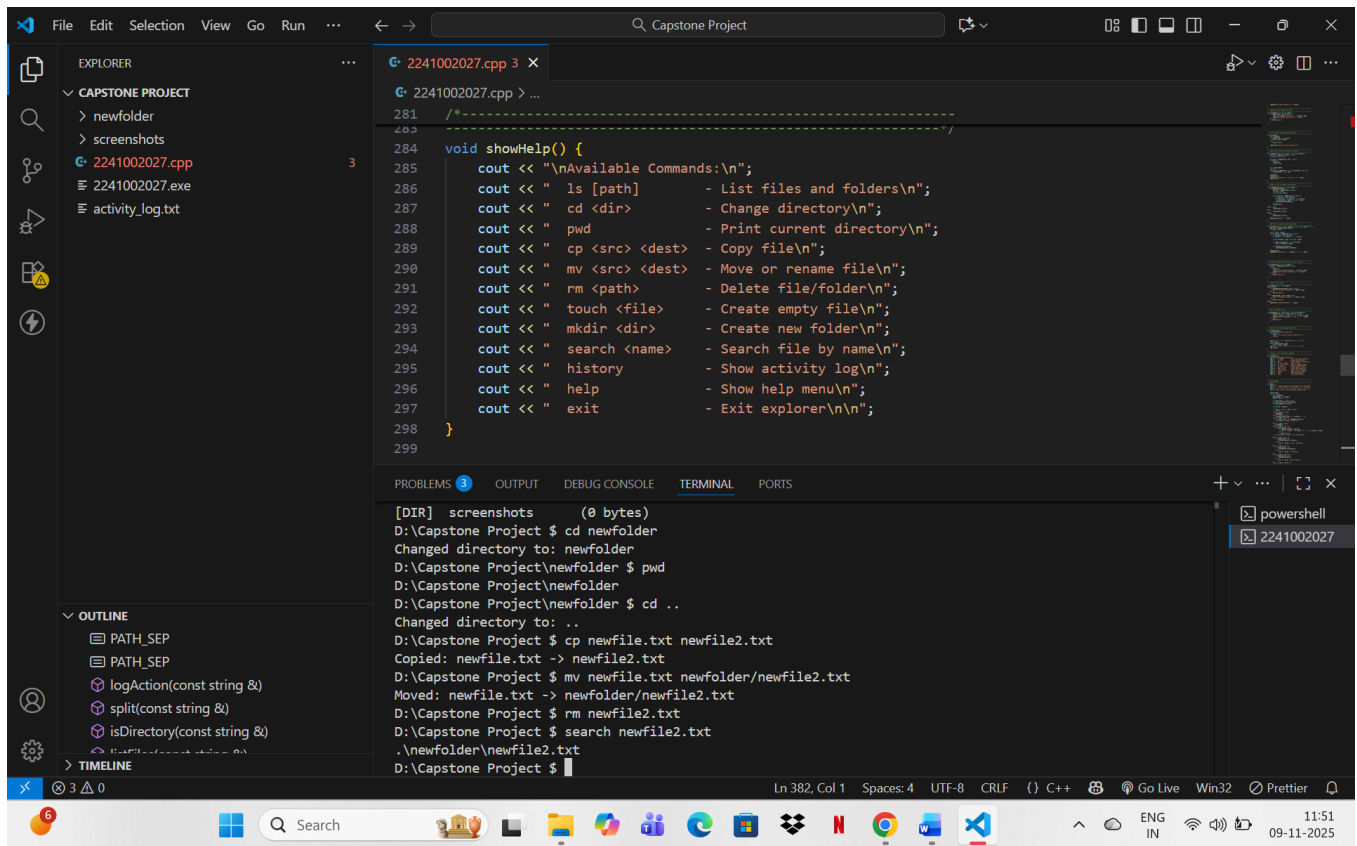 File Edit Selection View Go Run ···
Capstone Project
EXPLORER
CAPSTONE PROJECT
newfolder
screenshots
2241002027.cpp 3
2241002027.exe
activity_log.txt
OUTLINE
PATH_SEP
PATH_SEP
logAction(const string &)
split(const string &)
isDirectory(const string &)
listFiles(const string &)
TIMELINE
2241002027.cpp 3
2241002027.cpp > ...
281 /*------------------------------------------------------------
283 ------------------------------------------------------------*/
284 void showHelp() {
285     cout << "\nAvailable Commands:\n";
286     cout << "  ls [path]        - List files and folders\n";
287     cout << "  cd <dir>         - Change directory\n";
288     cout << "  pwd              - Print current directory\n";
289     cout << "  cp <src> <dest>  - Copy file\n";
290     cout << "  mv <src> <dest>  - Move or rename file\n";
291     cout << "  rm <path>        - Delete file/folder\n";
292     cout << "  touch <file>     - Create empty file\n";
293     cout << "  mkdir <dir>      - Create new folder\n";
294     cout << "  search <name>    - Search file by name\n";
295     cout << "  history          - Show activity log\n";
296     cout << "  help             - Show help menu\n";
297     cout << "  exit             - Exit explorer\n\n";
298 }
299
PROBLEMS 3 OUTPUT DEBUG CONSOLE TERMINAL PORTS
[DIR]  screenshots      (0 bytes)
D:\Capstone Project $ cd newfolder
Changed directory to: newfolder
D:\Capstone Project\newfolder $ pwd
D:\Capstone Project\newfolder
D:\Capstone Project\newfolder $ cd ..
Changed directory to: ..
D:\Capstone Project $ cp newfile.txt newfile2.txt
Copied: newfile.txt -> newfile2.txt
D:\Capstone Project $ mv newfile.txt newfolder/newfile2.txt
Moved: newfile.txt -> newfolder/newfile2.txt
D:\Capstone Project $ rm newfile2.txt
D:\Capstone Project $ search newfile2.txt
.\newfolder\newfile2.txt
D:\Capstone Project $
powershell
2241002027
3 0 Ln 382, Col 1 Spaces: 4 UTF-8 CRLF {} C++ Go Live Win32 Prettier
6 Search ENG 11:51
IN 09-11-2025